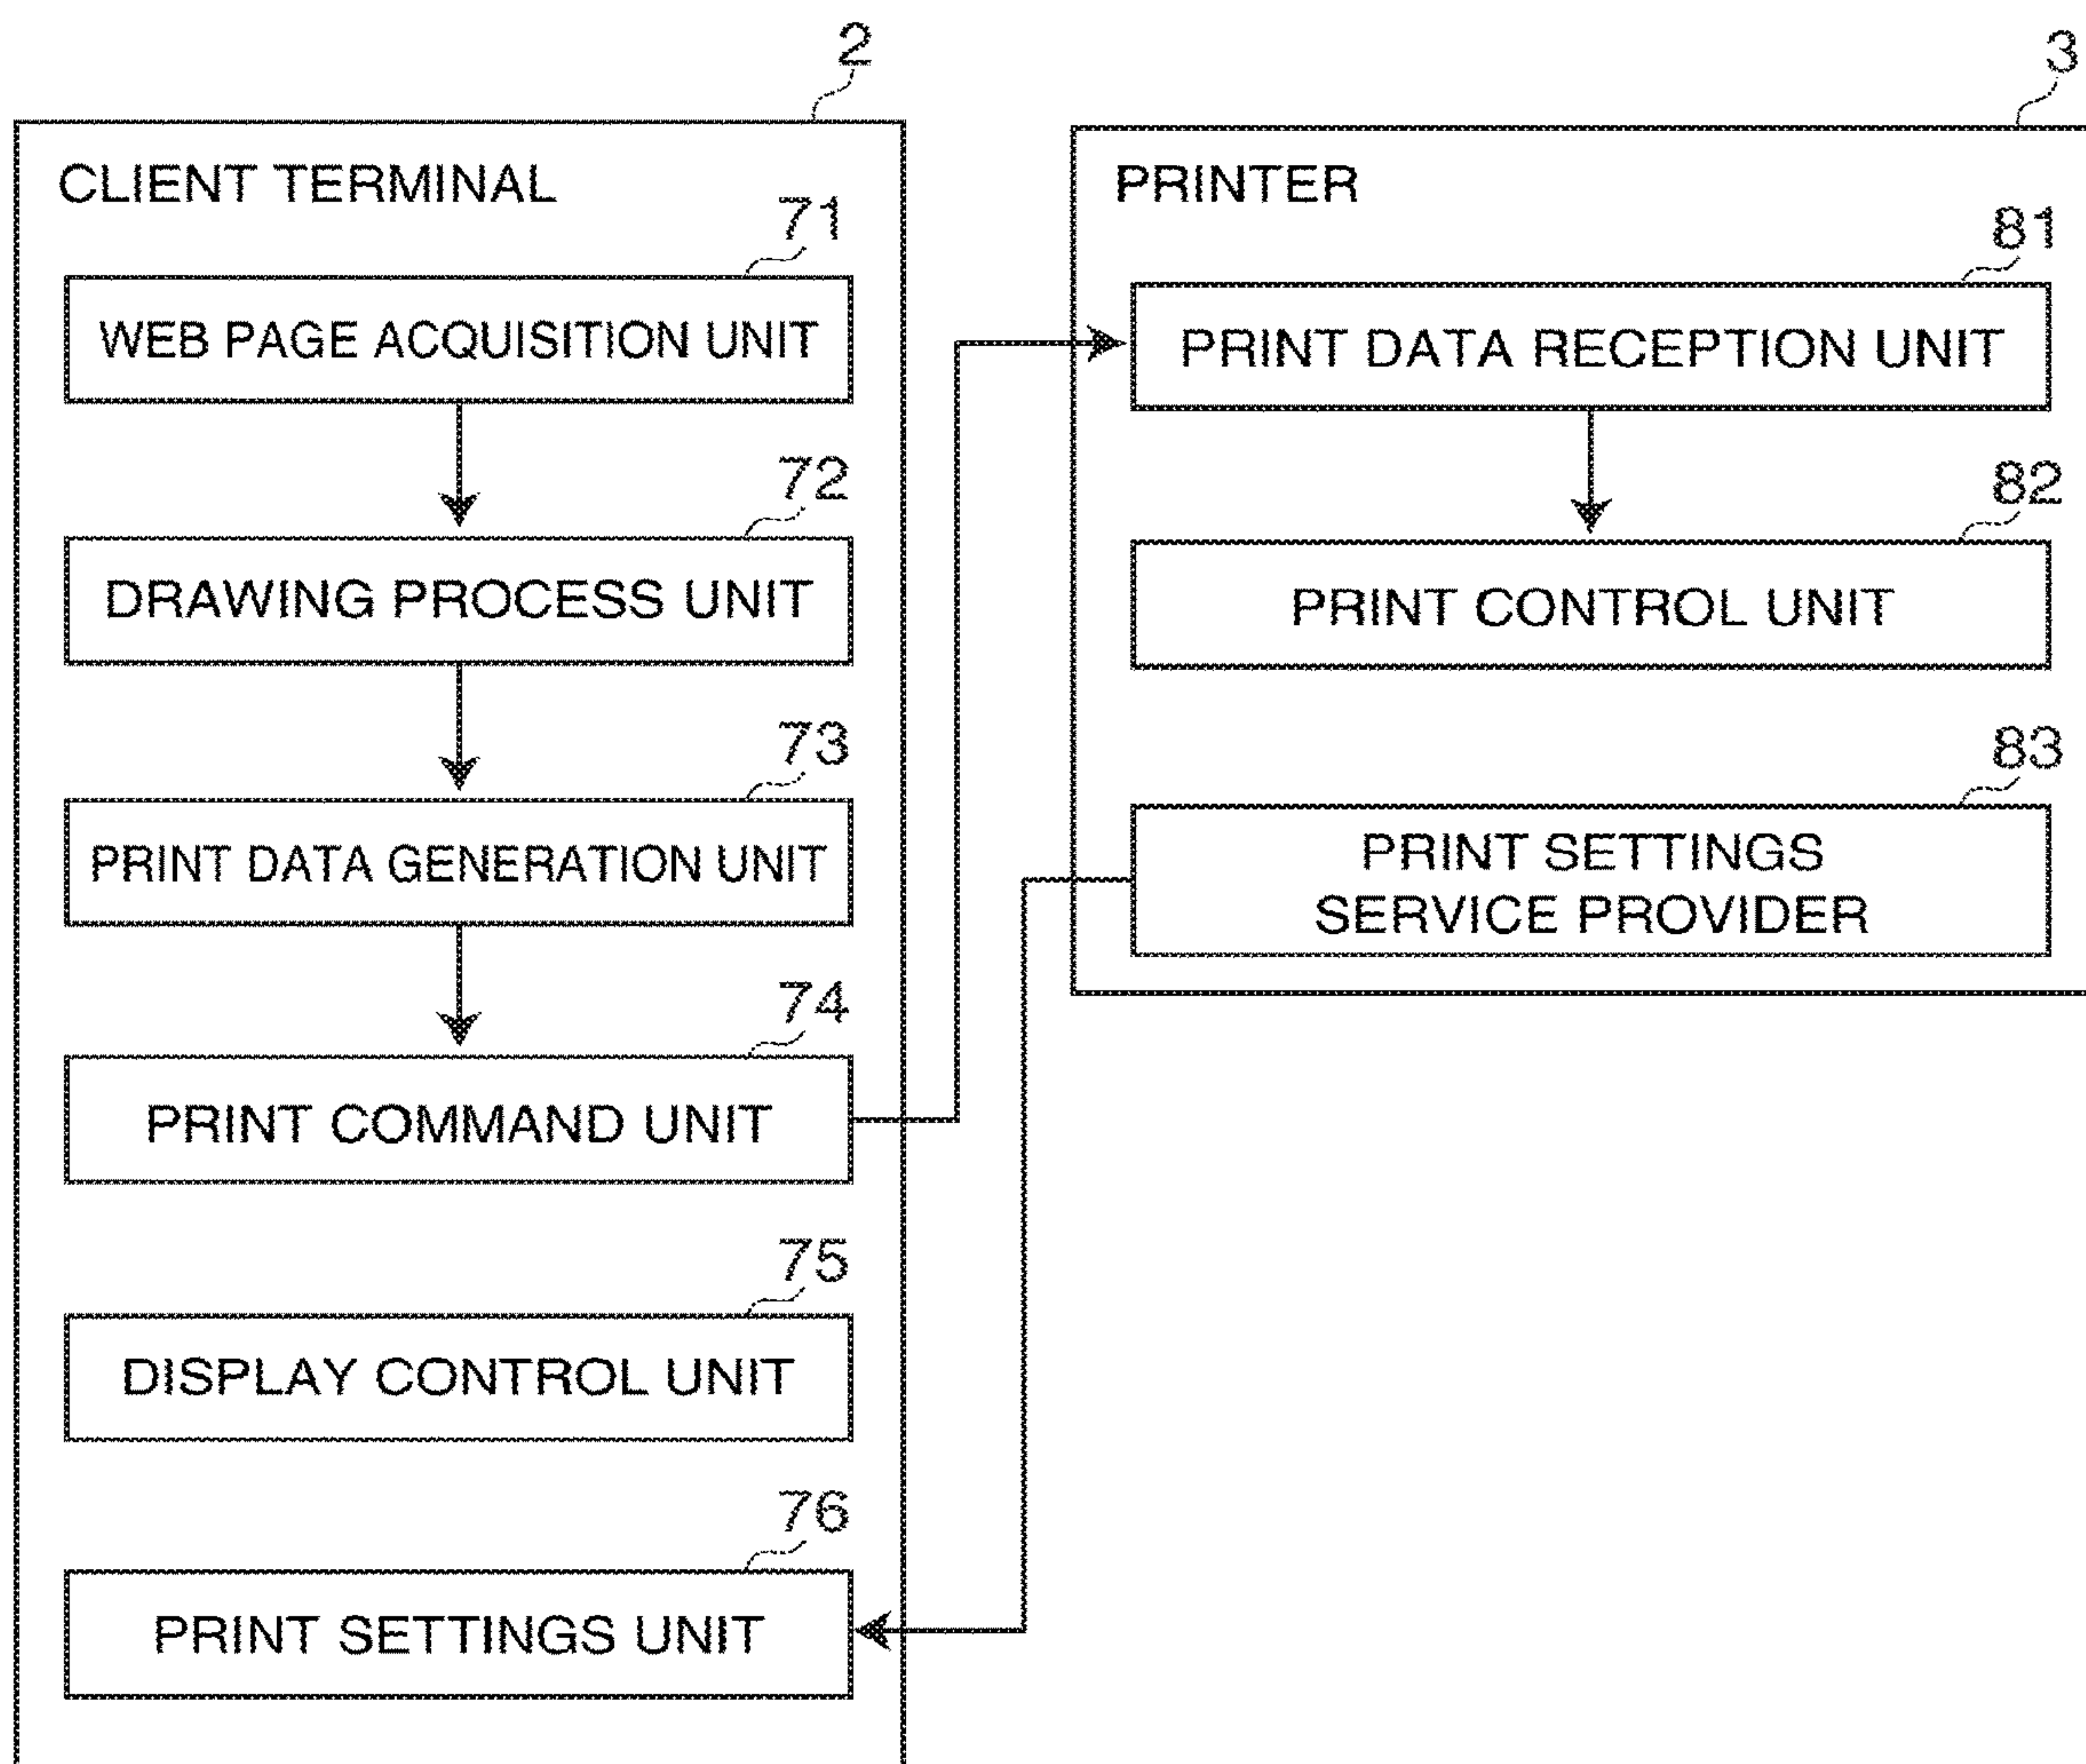 2
CLIENT TERMINAL
71
WEB PAGE ACQUISITION UNIT
72
DRAWING PROCESS UNIT
73
PRINT DATA GENERATION UNIT
74
PRINT COMMAND UNIT
75
DISPLAY CONTROL UNIT
76
PRINT SETTINGS UNIT
3
PRINTER
81
PRINT DATA RECEPTION UNIT
82
PRINT CONTROL UNIT
83
PRINT SETTINGS
SERVICE PROVIDER